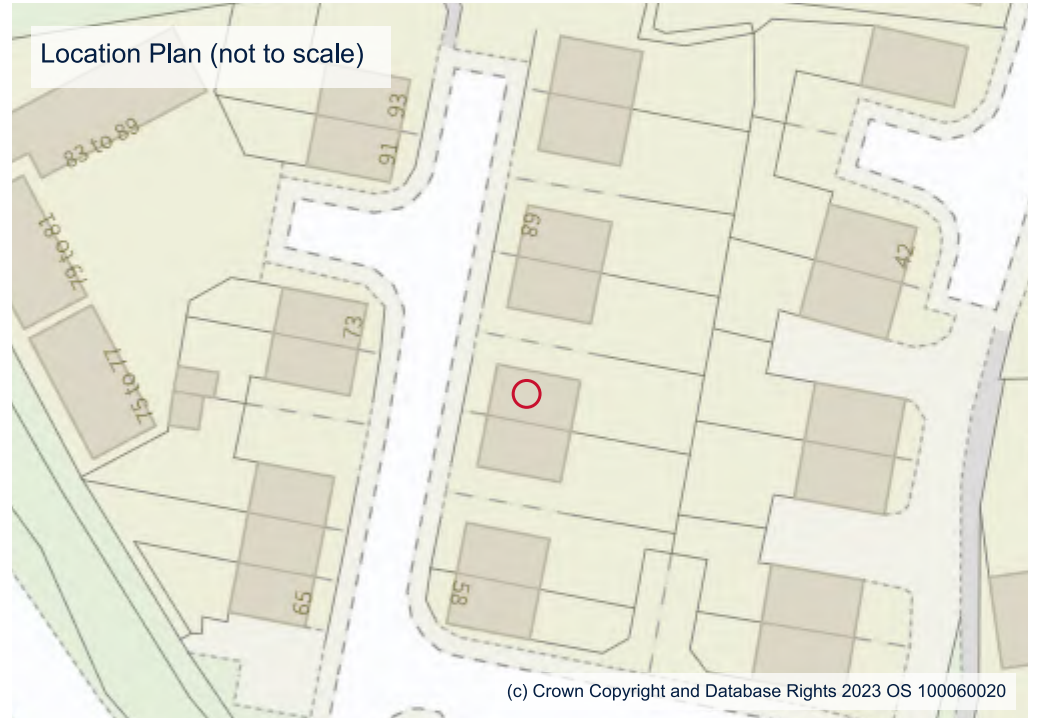 Location Plan (not to scale)
93
83 to 89
91
68
79 to 81
42
73
75 to 77
58
65
(c) Crown Copyright and Database Rights 2023 OS 100060020